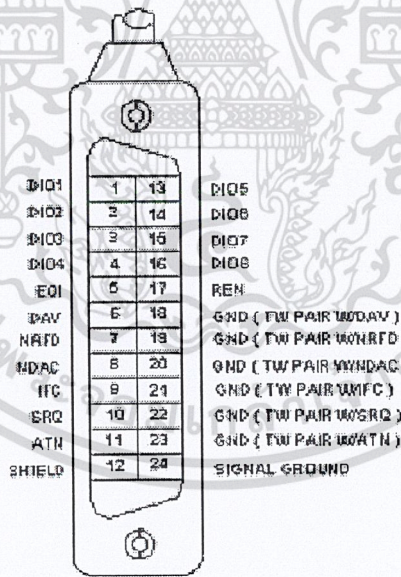 DIO1 1 13 DIO5
DIO2 2 14 DIO6
DIO3 3 15 DIO7
DIO4 4 16 DIO8
EOI 5 17 REN
DAV 6 18 GND ( TW PAIR W/DAV )
NRFD 7 19 GND ( TW PAIR W/NRFD
NDAC 8 20 GND ( TW PAIR W/NDAC
IFC 9 21 GND ( TW PAIR W/IFC )
SRQ 10 22 GND ( TW PAIR W/SRQ )
ATN 11 23 GND ( TW PAIR W/ATN )
SHIELD 12 24 SIGNAL GROUND